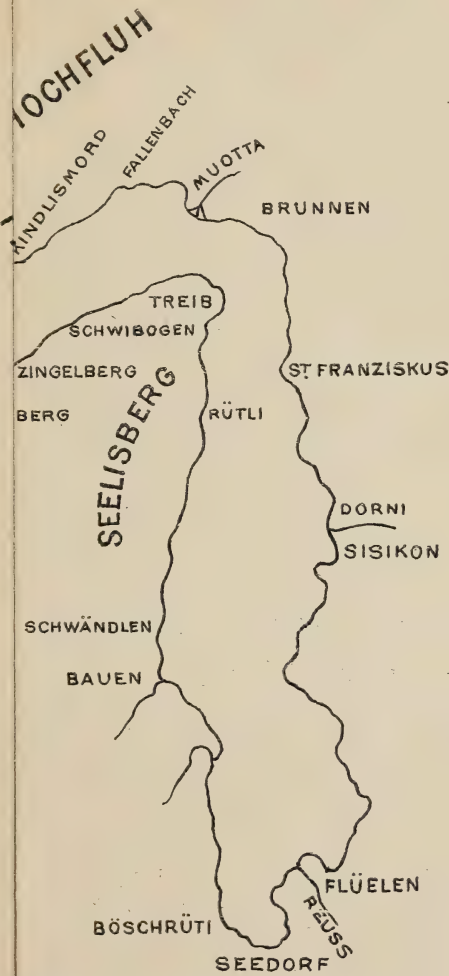 HOCHFLUH
KINDLISMORD
FALLENBACH
MUOTTA
BRUNNEN
TREIB
SCHWIBOGEN
ZINGELBERG
ST. FRANZISKUS
BERG
SEELISBERG
RÜTLI
DORNI
SISIKON
SCHWÄNDLEN
BAUEN
FLÜELEN
REUSS
BÖSCHRÜTI
SEEDORF